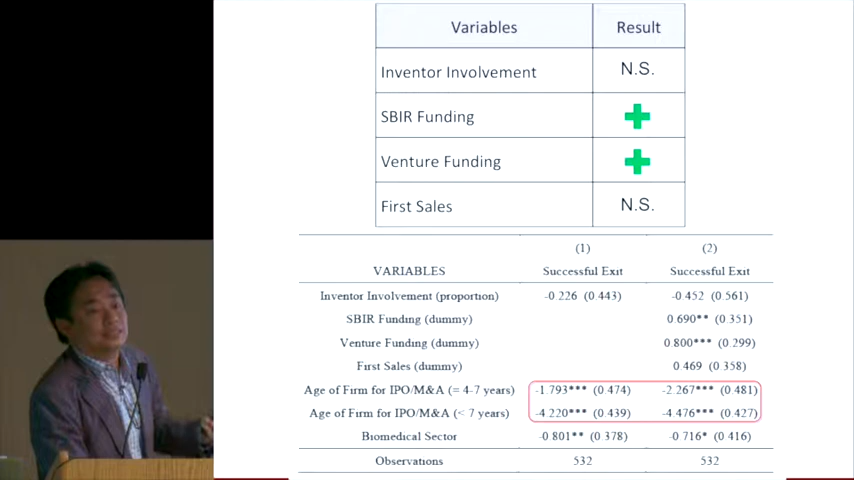 Variables Result
Inventor Involvement N.S.
SBIR Funding
Venture Funding
First Sales N.S.
(1) (2)
VARIABLES Successful Exit Successful Exit
Inventor Involvement (proportion) -0.226 (0.443) -0.452 (0.561)
SBIR Funding (dummy) 0.690** (0.351)
Venture Funding (dummy) 0.800*** (0.299)
First Sales (dummy) 0.469 (0.358)
Age of Firm for IPO/M&A (= 4-7 years) -1.793*** (0.474) -2.267*** (0.481)
Age of Firm for IPO/M&A (< 7 years) -4.220*** (0.439) -4.476*** (0.427)
Biomedical Sector -0.801** (0.378) -0.716* (0.416)
Observations 532 532